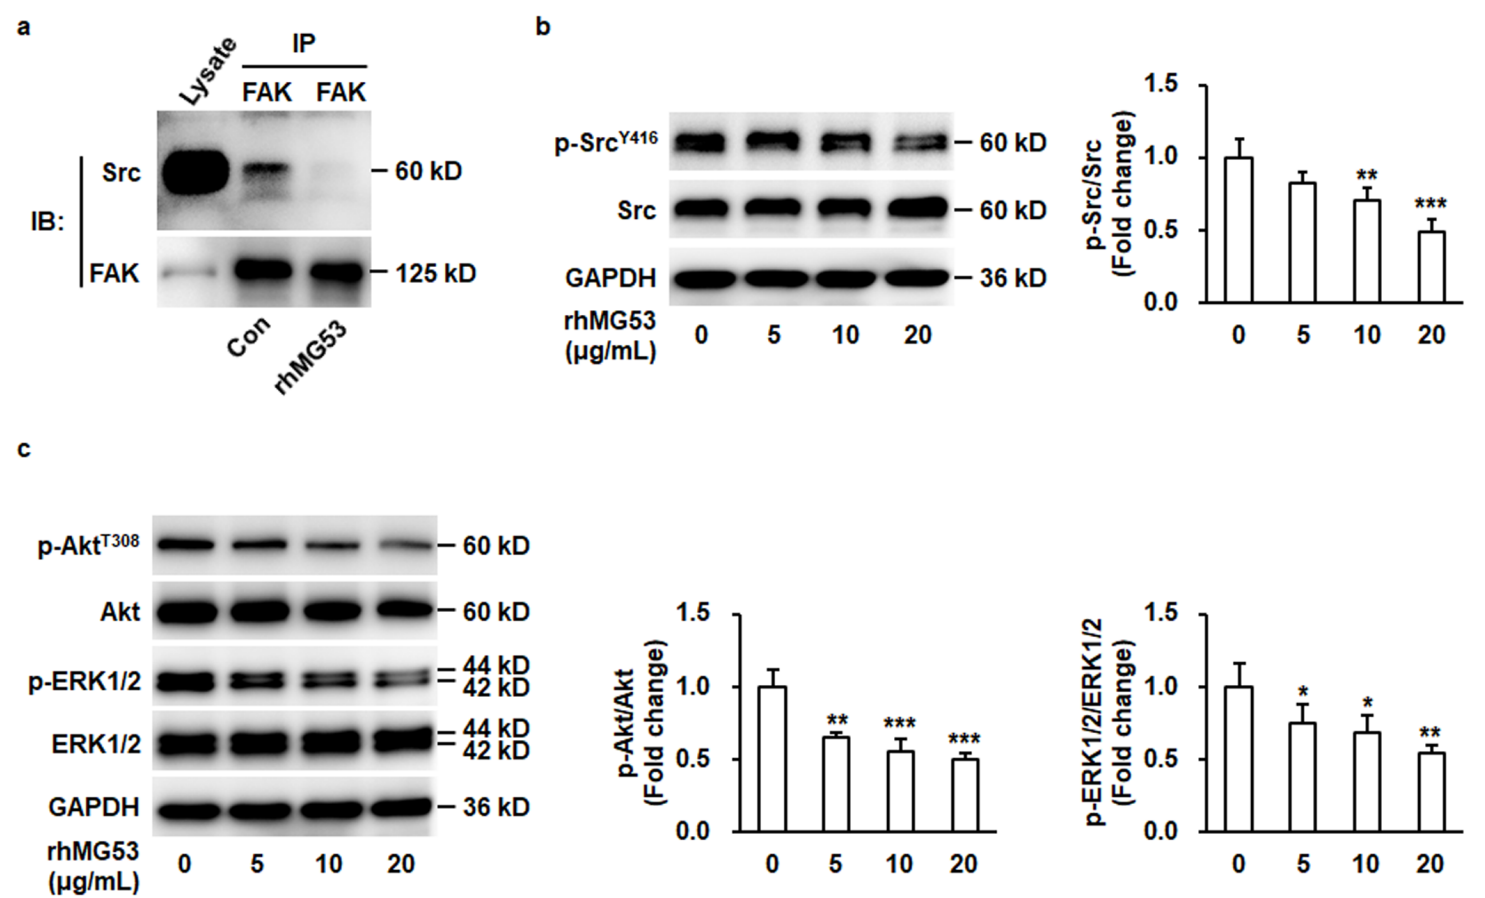 a
Lysate
IP
FAK FAK
IB:
Src
60 kD
FAK
125 kD
Con
rhMG53
b
p-SrcY416
60 kD
Src
60 kD
GAPDH
36 kD
rhMG53
(µg/mL)
0 5 10 20
p-Src/Src
(Fold change)
1.5
1.0
0.5
0.0
**
***
0 5 10 20
c
p-AktT308
60 kD
Akt
60 kD
p-ERK1/2
44 kD
42 kD
ERK1/2
44 kD
42 kD
GAPDH
36 kD
rhMG53
(µg/mL)
0 5 10 20
p-Akt/Akt
(Fold change)
1.5
1.0
0.5
0.0
**
***
***
0 5 10 20
p-ERK1/2/ERK1/2
(Fold change)
1.5
1.0
0.5
0.0
*
*
**
0 5 10 20